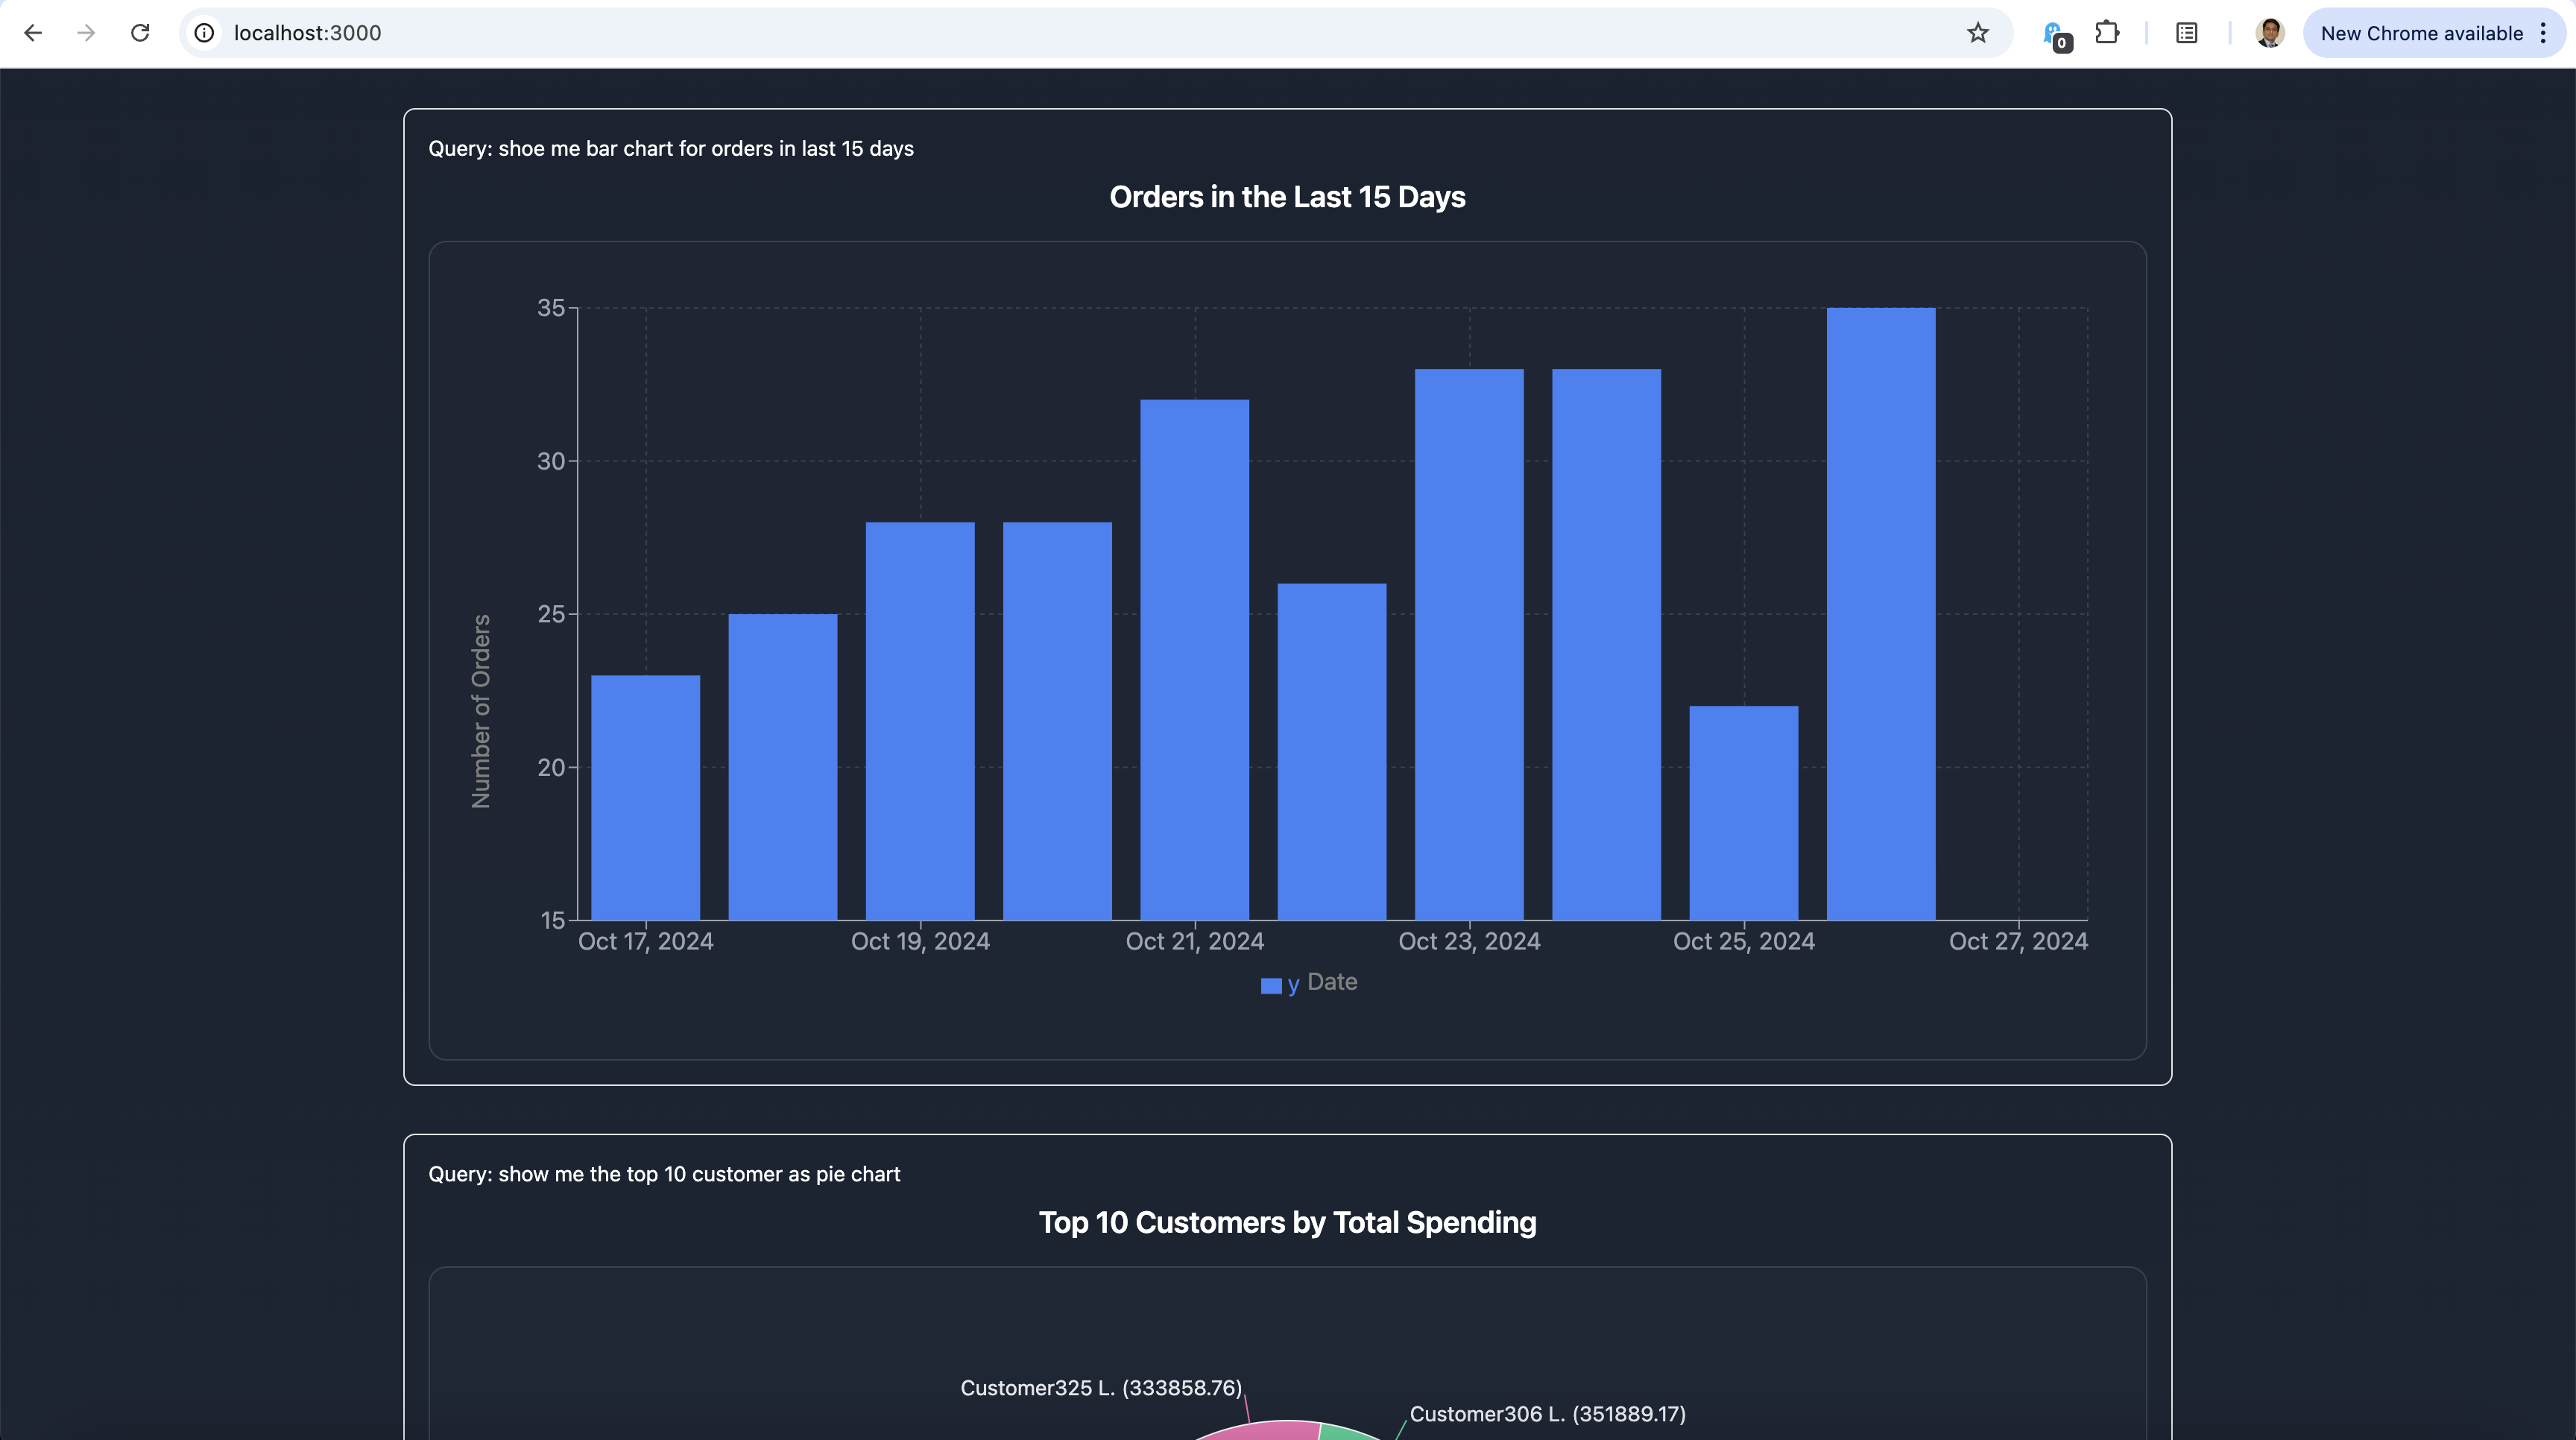 localhost:3000
0
New Chrome available
Query: shoe me bar chart for orders in last 15 days
Orders in the Last 15 Days
35
30
25
20
15
Number of Orders
Oct 17, 2024 Oct 19, 2024 Oct 21, 2024 Oct 23, 2024 Oct 25, 2024 Oct 27, 2024
y Date
Query: show me the top 10 customer as pie chart
Top 10 Customers by Total Spending
Customer325 L. (333858.76)
Customer306 L. (351889.17)